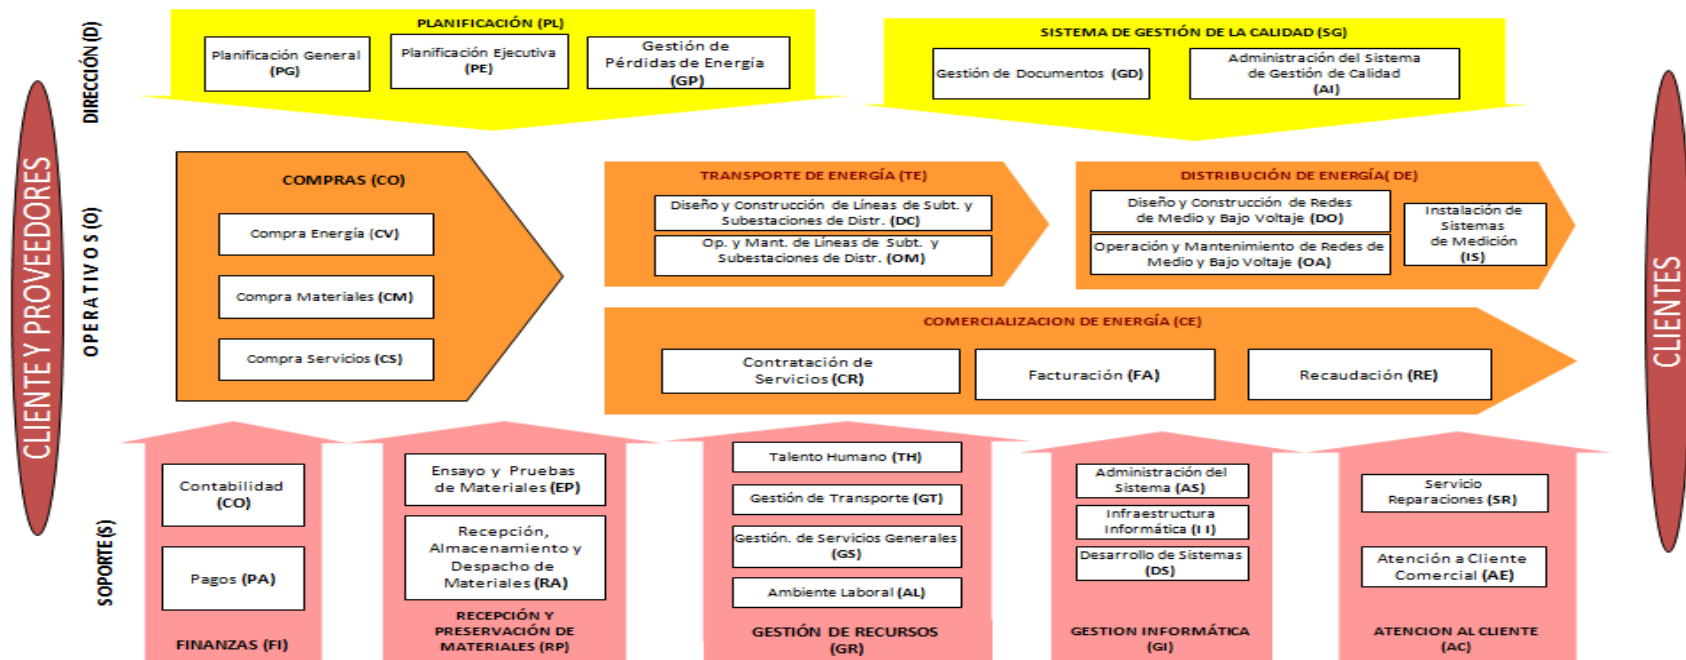 DIRECCIÓN (D)
PLANIFICACIÓN (PL)
Planificación General
(PG)
Planificación Ejecutiva
(PE)
Gestión de
Pérdidas de Energía
(GP)
SISTEMA DE GESTIÓN DE LA CALIDAD (SG)
Gestión de Documentos (GD)
Administración del Sistema
de Gestión de Calidad
(AI)
CLIENTE Y PROVEEDORES
OPERATIVOS (O)
COMPRAS (CO)
Compra Energía (CV)
Compra Materiales (CM)
Compra Servicios (CS)
TRANSPORTE DE ENERGÍA (TE)
Diseño y Construcción de Líneas de Subt. y
Subestaciones de Distr. (DC)
Op. y Mant. de Líneas de Subt. y
Subestaciones de Distr. (OM)
DISTRIBUCIÓN DE ENERGÍA( DE)
Diseño y Construcción de Redes
de Medio y Bajo Voltaje (DO)
Operación y Mantenimiento de Redes de
Medio y Bajo Voltaje (OA)
Instalación de
Sistemas
de Medición
(IS)
COMERCIALIZACION DE ENERGÍA (CE)
Contratación de
Servicios (CR)
Facturación (FA)
Recaudación (RE)
CLIENTES
SOPORTE(S)
Contabilidad
(CO)
Pagos (PA)
FINANZAS (FI)
Ensayo y Pruebas
de Materiales (EP)
Recepción,
Almacenamiento y
Despacho de
Materiales (RA)
RECEPCIÓN Y
PRESERVACIÓN DE
MATERIALES (RP)
Talento Humano (TH)
Gestión de Transporte (GT)
Gestión. de Servicios Generales
(GS)
Ambiente Laboral (AL)
GESTIÓN DE RECURSOS
(GR)
Administración del
Sistema (AS)
Infraestructura
Informática (I I)
Desarrollo de Sistemas
(DS)
GESTION INFORMÁTICA
(GI)
Servicio
Reparaciones (SR)
Atención a Cliente
Comercial (AE)
ATENCION AL CLIENTE
(AC)